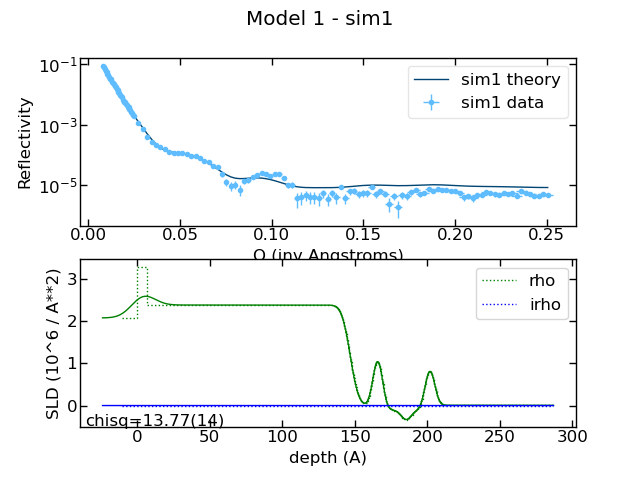 Model 1 - sim1
Reflectivity
10⁻¹
10⁻³
10⁻⁵
sim1 theory
sim1 data
0.00 0.05 0.10 0.15 0.20 0.25
Q (inv Angstroms)
SLD (10^6 / A**2)
3
2
1
0
rho
irho
chisq=13.77(14)
0 50 100 150 200 250 300
depth (A)